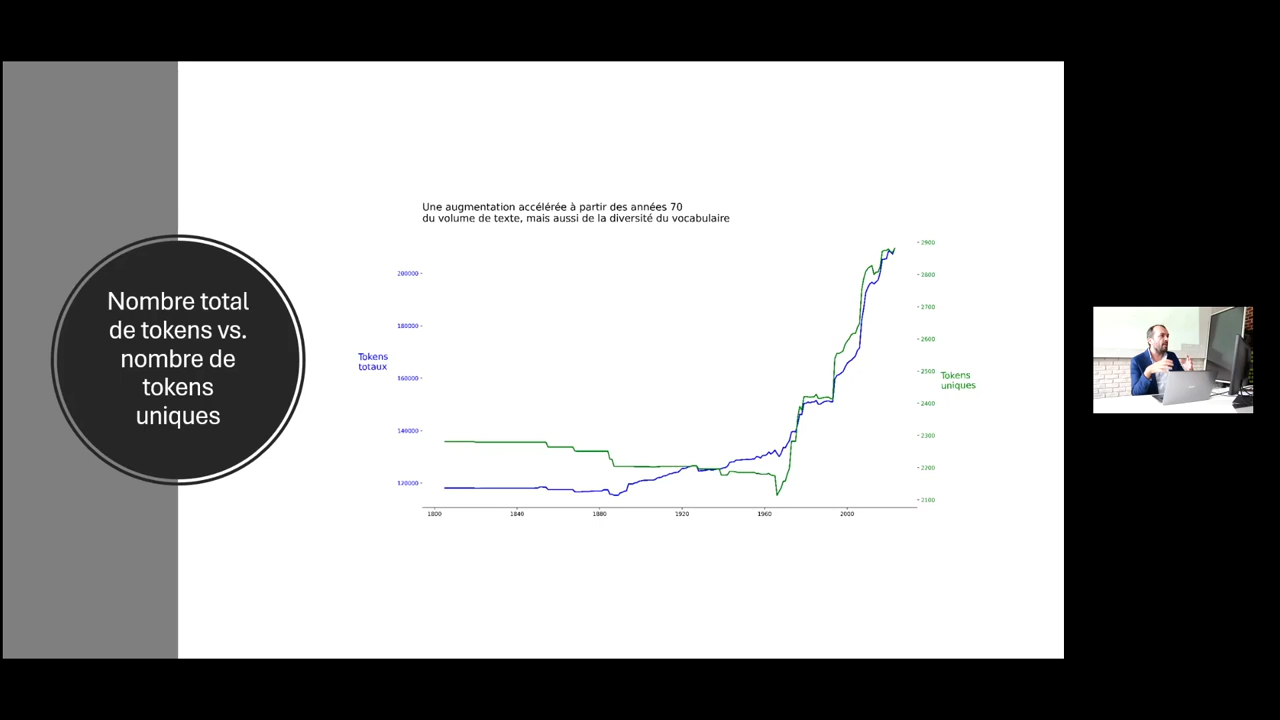 Nombre total
de tokens vs.
nombre de
tokens
uniques
Une augmentation accélérée à partir des années 70
du volume de texte, mais aussi de la diversité du vocabulaire
Tokens
totaux
200000
180000
160000
140000
120000
1800
1840
1880
1920
1960
2000
2900
2800
2700
2600
2500
2400
2300
2200
2100
Tokens
uniques